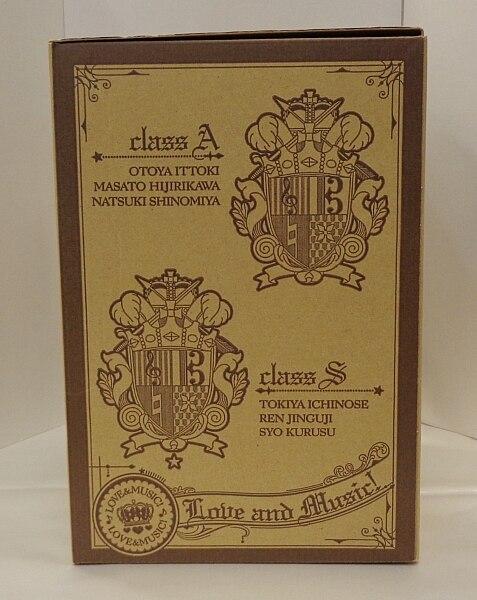 class A
OTOYA ITTOKI
MASATO HIJIRIKAWA
NATSUKI SHINOMIYA
class S
TOKIYA ICHINOSE
REN JINGUJI
SYO KURUSU
LOVE&MUSIC!
LOVE&MUSIC!
Love and Music!